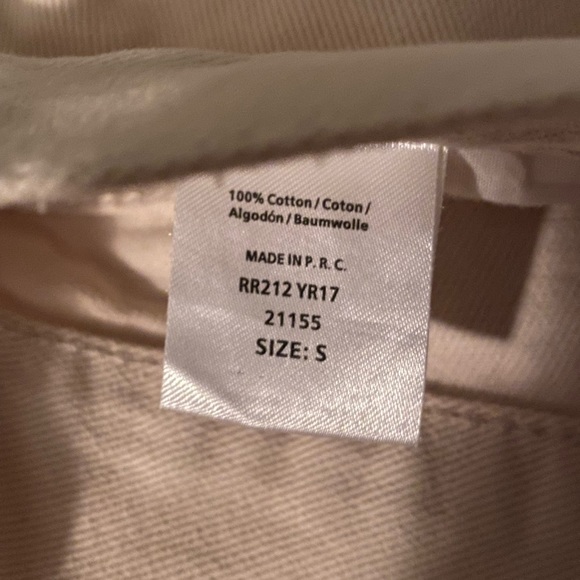 100% Cotton / Coton /
Algodón / Baumwolle
MADE IN P. R. C.
RR212 YR17
21155
SIZE: S